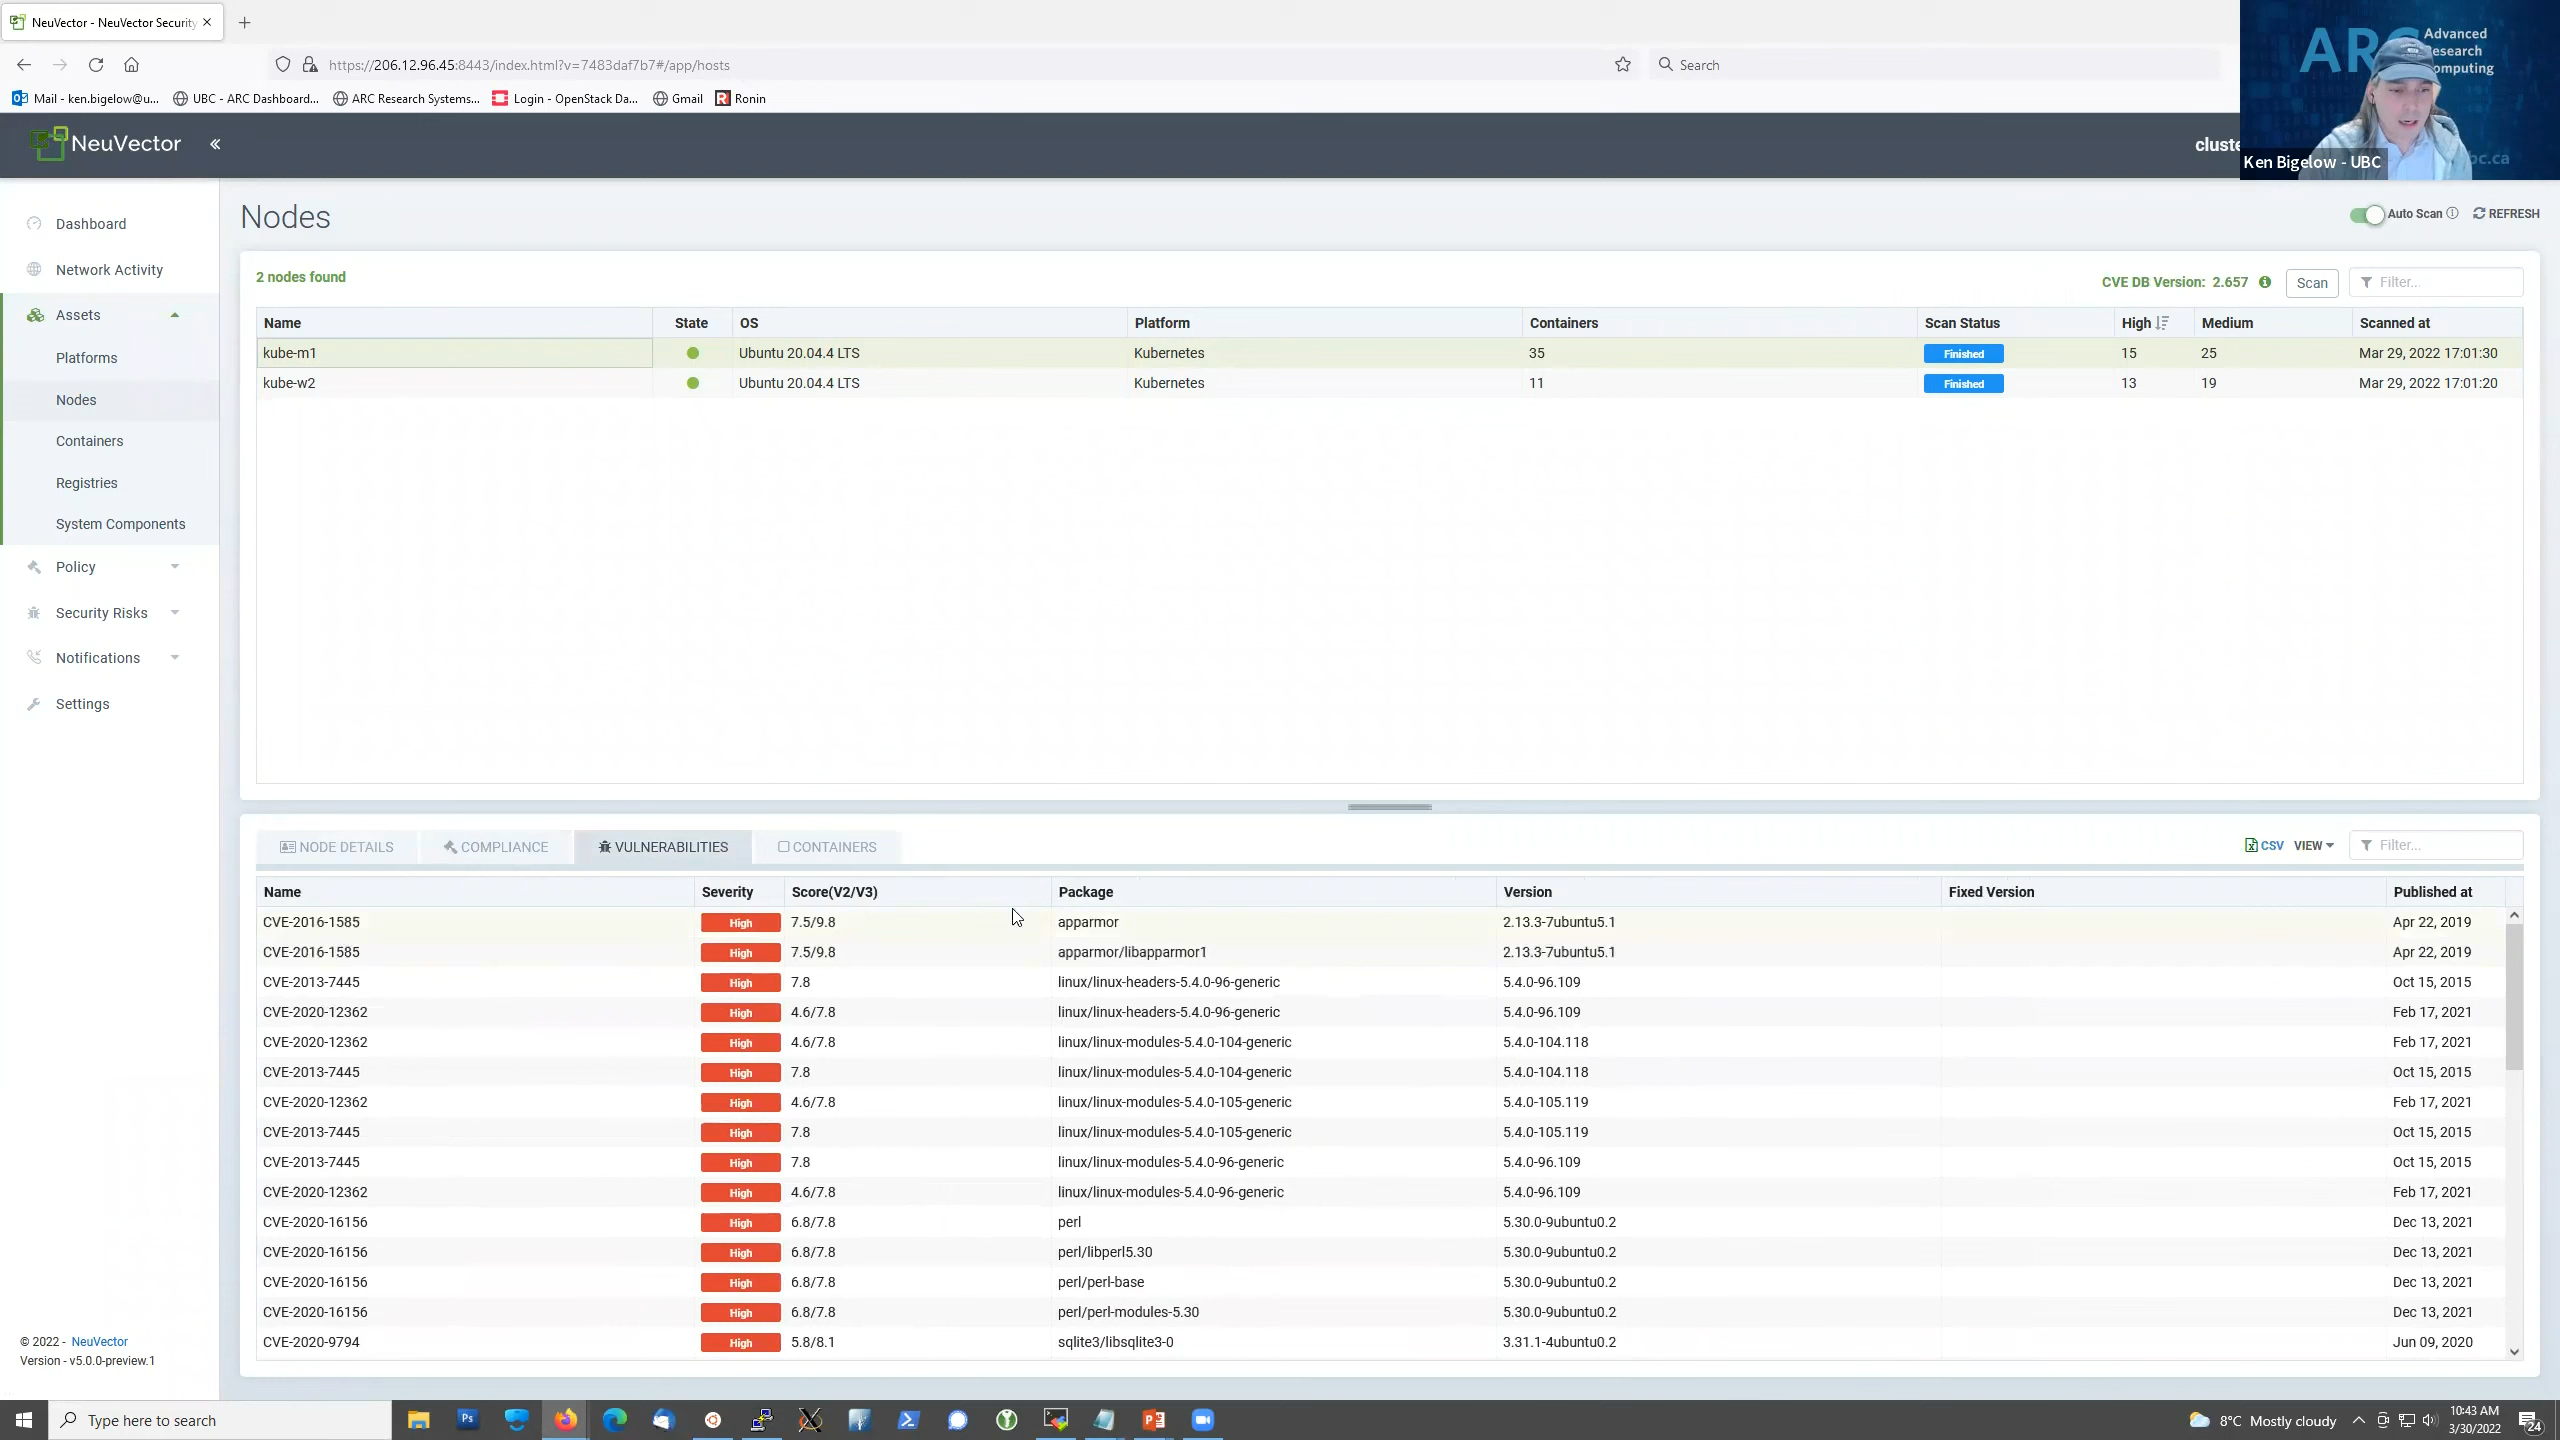 NeuVector - NeuVector Security
https://206.12.96.45:8443/index.html?v=7483daf7b7#/app/hosts
Search
Mail - ken.bigelow@u...
UBC - ARC Dashboard...
ARC Research Systems...
Login - OpenStack Da...
Gmail
Ronin
ARC Advanced
Research
Computing
Ken Bigelow - UBC
bc.ca
NeuVector
cluste
Dashboard
Network Activity
Assets
Platforms
Nodes
Containers
Registries
System Components
Policy
Security Risks
Notifications
Settings
© 2022 - NeuVector
Version - v5.0.0-preview.1
Nodes
Auto Scan
REFRESH
2 nodes found
CVE DB Version: 2.657
Scan
Filter...
Name State OS Platform Containers Scan Status High Medium Scanned at
kube-m1 Ubuntu 20.04.4 LTS Kubernetes 35 Finished 15 25 Mar 29, 2022 17:01:30
kube-w2 Ubuntu 20.04.4 LTS Kubernetes 11 Finished 13 19 Mar 29, 2022 17:01:20
NODE DETAILS
COMPLIANCE
VULNERABILITIES
CONTAINERS
CSV
VIEW
Filter...
Name Severity Score(V2/V3) Package Version Fixed Version Published at
CVE-2016-1585 High 7.5/9.8 apparmor 2.13.3-7ubuntu5.1 Apr 22, 2019
CVE-2016-1585 High 7.5/9.8 apparmor/libapparmor1 2.13.3-7ubuntu5.1 Apr 22, 2019
CVE-2013-7445 High 7.8 linux/linux-headers-5.4.0-96-generic 5.4.0-96.109 Oct 15, 2015
CVE-2020-12362 High 4.6/7.8 linux/linux-headers-5.4.0-96-generic 5.4.0-96.109 Feb 17, 2021
CVE-2020-12362 High 4.6/7.8 linux/linux-modules-5.4.0-104-generic 5.4.0-104.118 Feb 17, 2021
CVE-2013-7445 High 7.8 linux/linux-modules-5.4.0-104-generic 5.4.0-104.118 Oct 15, 2015
CVE-2020-12362 High 4.6/7.8 linux/linux-modules-5.4.0-105-generic 5.4.0-105.119 Feb 17, 2021
CVE-2013-7445 High 7.8 linux/linux-modules-5.4.0-105-generic 5.4.0-105.119 Oct 15, 2015
CVE-2013-7445 High 7.8 linux/linux-modules-5.4.0-96-generic 5.4.0-96.109 Oct 15, 2015
CVE-2020-12362 High 4.6/7.8 linux/linux-modules-5.4.0-96-generic 5.4.0-96.109 Feb 17, 2021
CVE-2020-16156 High 6.8/7.8 perl 5.30.0-9ubuntu0.2 Dec 13, 2021
CVE-2020-16156 High 6.8/7.8 perl/libperl5.30 5.30.0-9ubuntu0.2 Dec 13, 2021
CVE-2020-16156 High 6.8/7.8 perl/perl-base 5.30.0-9ubuntu0.2 Dec 13, 2021
CVE-2020-16156 High 6.8/7.8 perl/perl-modules-5.30 5.30.0-9ubuntu0.2 Dec 13, 2021
CVE-2020-9794 High 5.8/8.1 sqlite3/libsqlite3-0 3.31.1-4ubuntu0.2 Jun 09, 2020
Type here to search
8°C Mostly cloudy
10:43 AM
3/30/2022
24